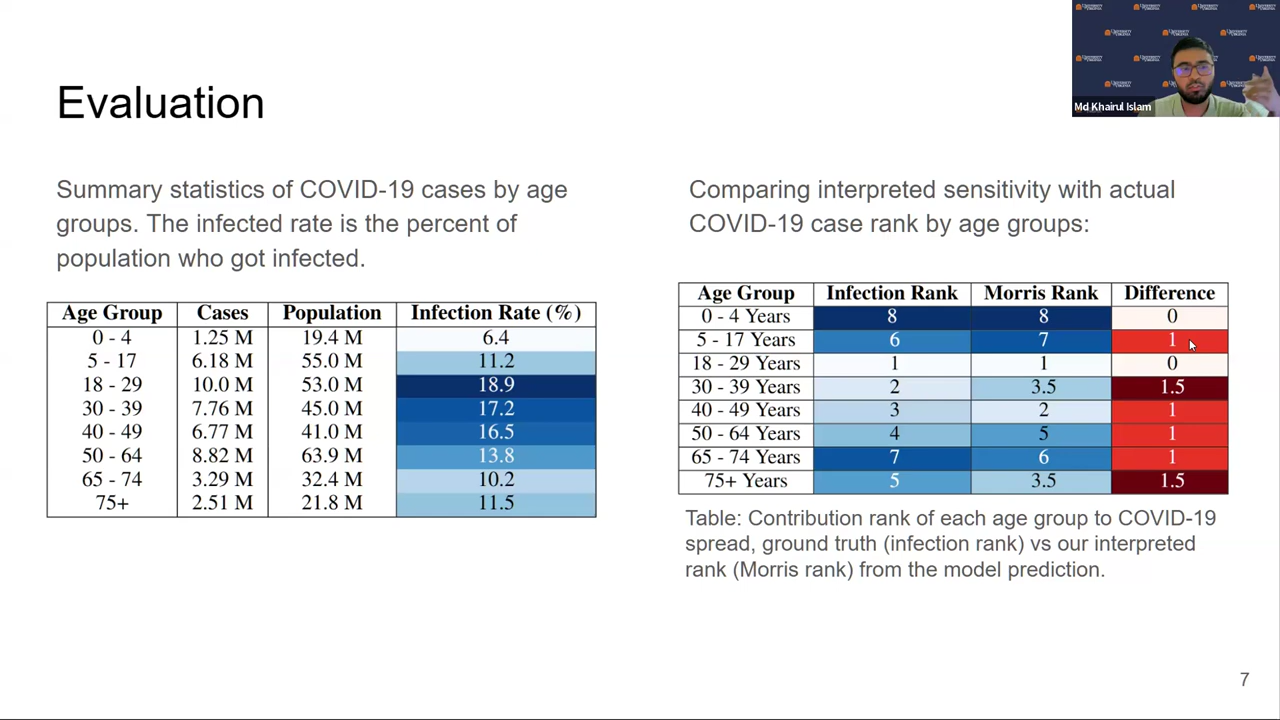 Evaluation
Md Khairul Islam
Summary statistics of COVID-19 cases by age
groups. The infected rate is the percent of
population who got infected.
Age Group Cases Population Infection Rate (%)
0 - 4 1.25 M 19.4 M 6.4
5 - 17 6.18 M 55.0 M 11.2
18 - 29 10.0 M 53.0 M 18.9
30 - 39 7.76 M 45.0 M 17.2
40 - 49 6.77 M 41.0 M 16.5
50 - 64 8.82 M 63.9 M 13.8
65 - 74 3.29 M 32.4 M 10.2
75+ 2.51 M 21.8 M 11.5
Comparing interpreted sensitivity with actual
COVID-19 case rank by age groups:
Age Group Infection Rank Morris Rank Difference
0 - 4 Years 8 8 0
5 - 17 Years 6 7 1
18 - 29 Years 1 1 0
30 - 39 Years 2 3.5 1.5
40 - 49 Years 3 2 1
50 - 64 Years 4 5 1
65 - 74 Years 7 6 1
75+ Years 5 3.5 1.5
Table: Contribution rank of each age group to COVID-19
spread, ground truth (infection rank) vs our interpreted
rank (Morris rank) from the model prediction.
7